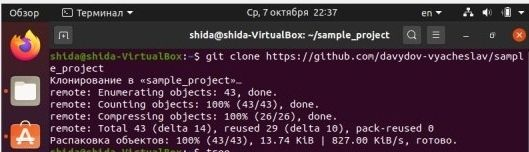 Обзор Терминал Ср, 7 октября 22:37 en
shida@shida-VirtualBox: ~/sample_project
shida@shida-VirtualBox:~$ git clone https://github.com/davydov-vyacheslav/sampl
e_project
Клонирование в «sample_project»…
remote: Enumerating objects: 43, done.
remote: Counting objects: 100% (43/43), done.
remote: Compressing objects: 100% (26/26), done.
remote: Total 43 (delta 14), reused 29 (delta 10), pack-reused 0
Распаковка объектов: 100% (43/43), 13.74 KiB | 827.00 KiB/s, готово.
shida@shida-VirtualBox:~$ tree